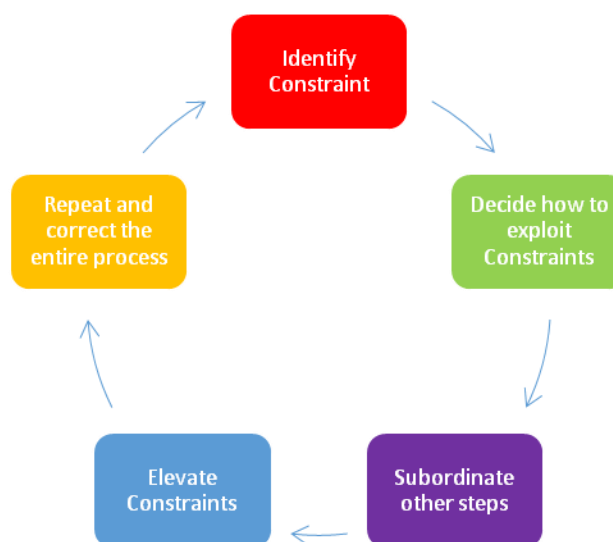 Identify
Constraint
Decide how to
exploit
Constraints
Subordinate
other steps
Elevate
Constraints
Repeat and
correct the
entire process